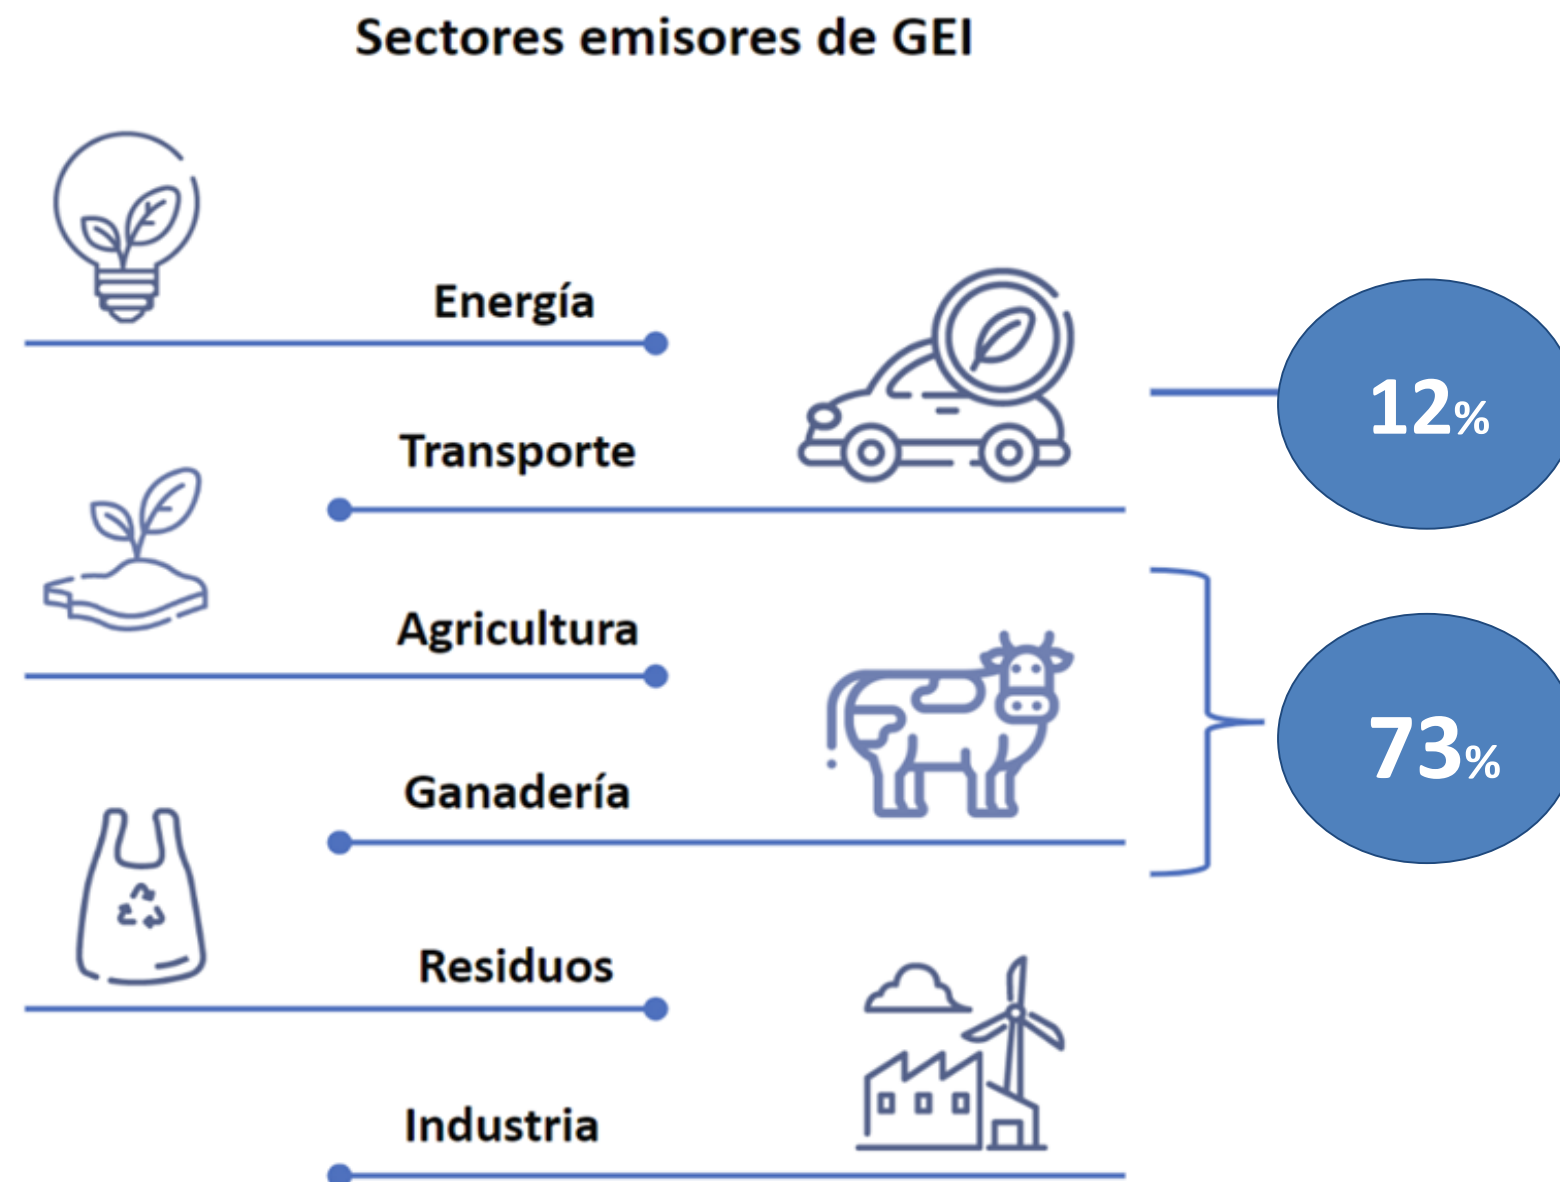 Sectores emisores de GEI
Energía
12%
Transporte
Agricultura
73%
Ganadería
Residuos
Industria